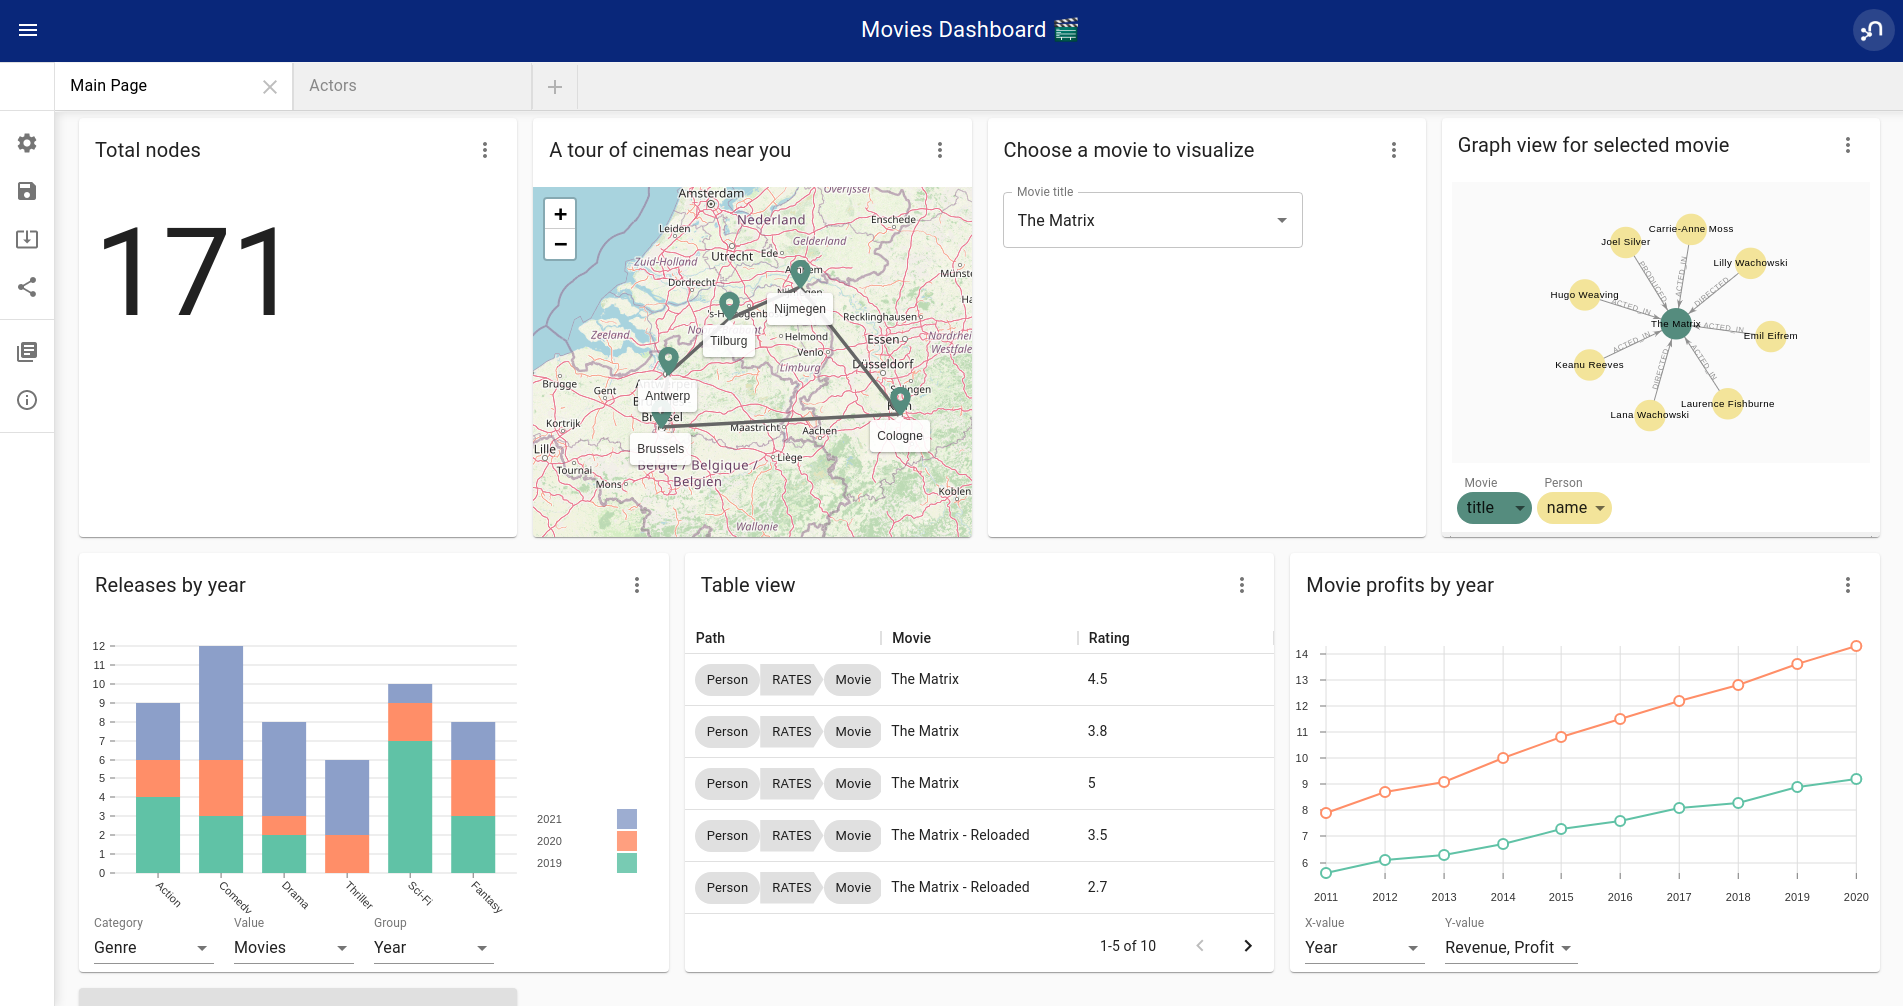 Movies Dashboard 🎬
Main Page
Actors
Total nodes
171
A tour of cinemas near you
+
−
Amsterdam
Overijssel
Nederland
Enschede
Leiden
Gelderland
Utrecht
Ede
Zuid-Holland
Dordrecht
Nijmegen
Recklinghausen
Zeeland
Tilburg
Helmond
Essen
Venlo
Düsseldorf
Limburg
Brugge
Gent
Antwerp
Solingen
Brussel
Kortrijk
Maastricht
Aachen
Cologne
Lille
Brussels
Liège
België / Belgique /
Belgien
Tournai
Mons
Koblen
Wallonie
Choose a movie to visualize
Movie title
The Matrix
Graph view for selected movie
Carrie-Anne Moss
Joel Silver
Lilly Wachowski
Hugo Weaving
The Matrix
Emil Eifrem
Keanu Reeves
Laurence Fishburne
Lana Wachowski
PRODUCED
ACTED_IN
DIRECTED
ACTED_IN
ACTED_IN
ACTED_IN
DIRECTED
ACTED_IN
Movie
Person
title
name
Releases by year
12
11
10
9
8
7
6
5
4
3
2
1
0
Action
Comedy
Drama
Thriller
Sci-Fi
Fantasy
2021
2020
2019
Category
Value
Group
Genre
Movies
Year
Table view
Path Movie Rating
Person RATES Movie The Matrix 4.5
Person RATES Movie The Matrix 3.8
Person RATES Movie The Matrix 5
Person RATES Movie The Matrix - Reloaded 3.5
Person RATES Movie The Matrix - Reloaded 2.7
1-5 of 10
Movie profits by year
14
13
12
11
10
9
8
7
6
2011 2012 2013 2014 2015 2016 2017 2018 2019 2020
X-value
Y-value
Year
Revenue, Profit